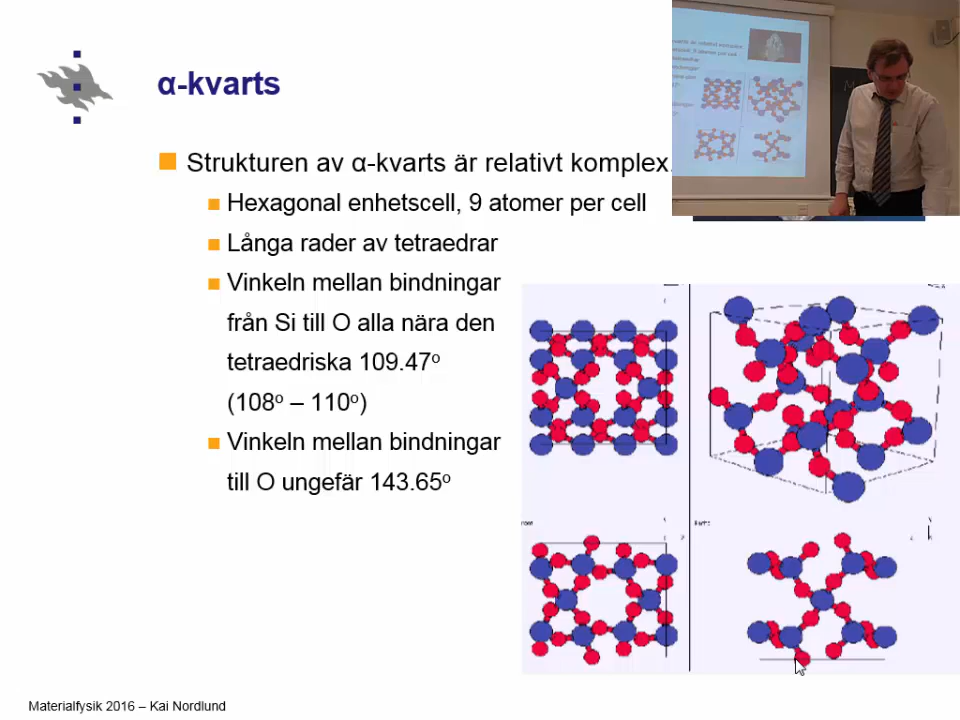 α-kvarts
Strukturen av α-kvarts är relativt komplex.
Hexagonal enhetscell, 9 atomer per cell
Långa rader av tetraedrar
Vinkeln mellan bindningar
från Si till O alla nära den
tetraedriska 109.47º
(108º – 110º)
Vinkeln mellan bindningar
till O ungefär 143.65º
Materialfysik 2016 – Kai Nordlund